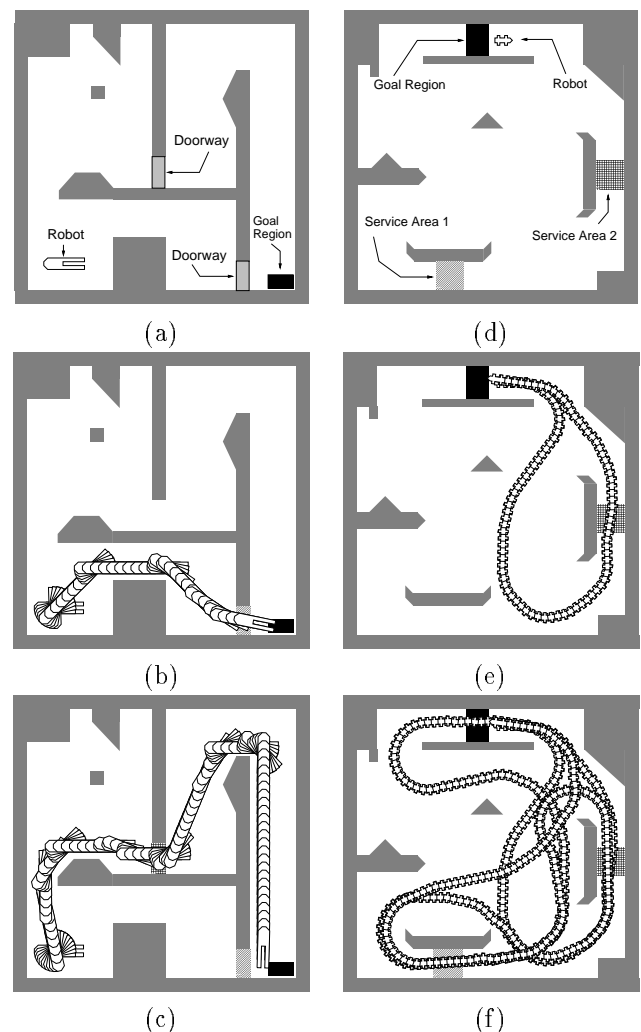 Doorway
Robot
Goal
Region
Doorway
(a)
Goal Region
Robot
Service Area 1
Service Area 2
(d)
(b)
(e)
(c)
(f)